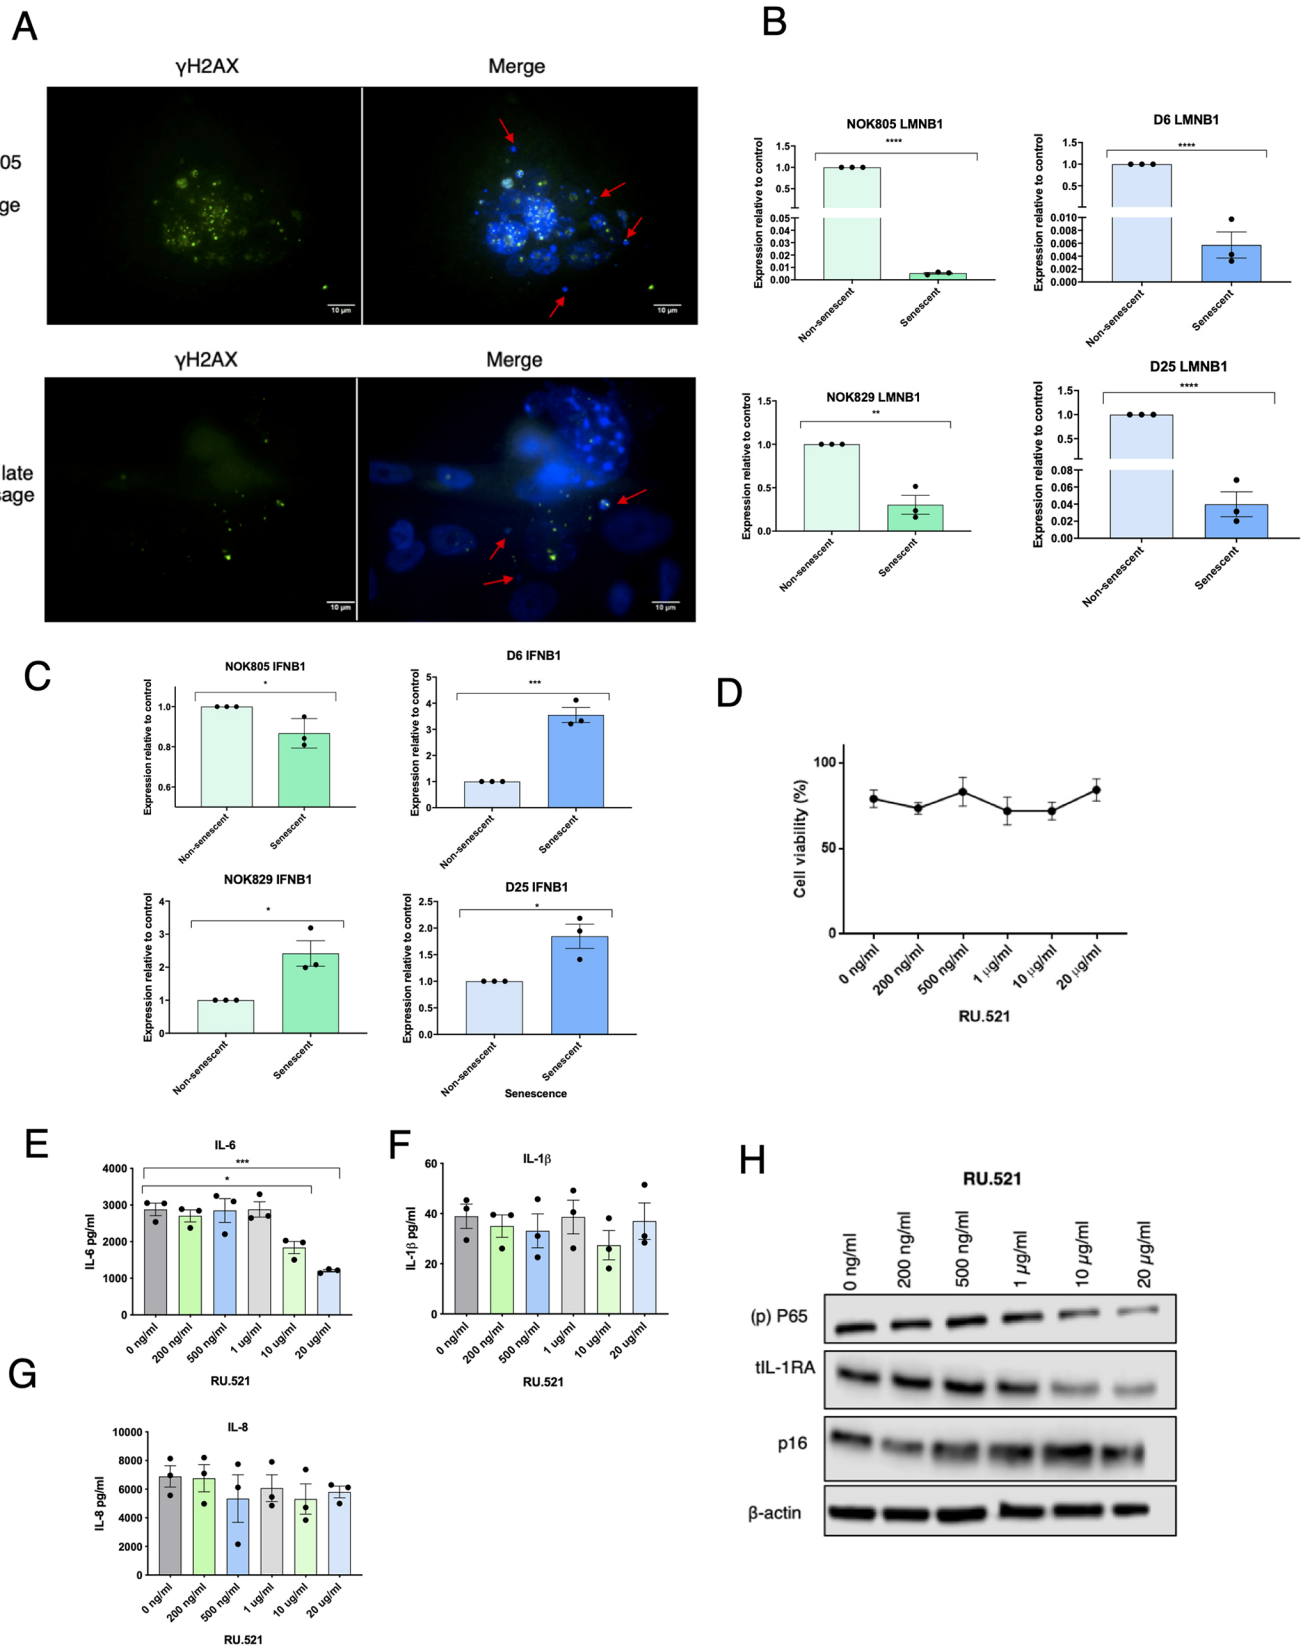 A
γH2AX Merge
05
ge
10 µm 10 µm
γH2AX Merge
late
sage
10 µm 10 µm
B
NOK805 LMNB1
****
Expression relative to control
1.5
1.0
0.5
0.05
0.04
0.03
0.02
0.01
0.00
Non-senescent Senescent
D6 LMNB1
****
Expression relative to control
1.5
1.0
0.5
0.010
0.008
0.006
0.004
0.002
0.000
Non-senescent Senescent
NOK829 LMNB1
**
Expression relative to control
1.5
1.0
0.5
0.0
Non-senescent Senescent
D25 LMNB1
****
Expression relative to control
1.5
1.0
0.5
0.08
0.06
0.04
0.02
0.00
Non-senescent Senescent
C
NOK805 IFNB1
*
Expression relative to control
1.0
0.8
0.6
Non-senescent Senescent
D6 IFNB1
***
Expression relative to control
5
4
3
2
1
0
Non-senescent Senescent
NOK829 IFNB1
*
Expression relative to control
4
3
2
1
0
Non-senescent Senescent
D25 IFNB1
*
Expression relative to control
2.5
2.0
1.5
1.0
0.5
0.0
Non-senescent Senescent
Senescence
D
Cell viability (%)
100
50
0
0 ng/ml 200 ng/ml 500 ng/ml 1 µg/ml 10 µg/ml 20 µg/ml
RU.521
E
IL-6
***
*
IL-6 pg/ml
4000
3000
2000
1000
0
0 ng/ml 200 ng/ml 500 ng/ml 1 ug/ml 10 ug/ml 20 ug/ml
RU.521
F
IL-1β
IL-1β pg/ml
60
40
20
0
0 ng/ml 200 ng/ml 500 ng/ml 1 ug/ml 10 ug/ml 20 ug/ml
RU.521
G
IL-8
IL-8 pg/ml
10000
8000
6000
4000
2000
0
0 ng/ml 200 ng/ml 500 ng/ml 1 ug/ml 10 ug/ml 20 ug/ml
RU.521
H
RU.521
0 ng/ml 200 ng/ml 500 ng/ml 1 µg/ml 10 µg/ml 20 µg/ml
(p) P65
tIL-1RA
p16
β-actin